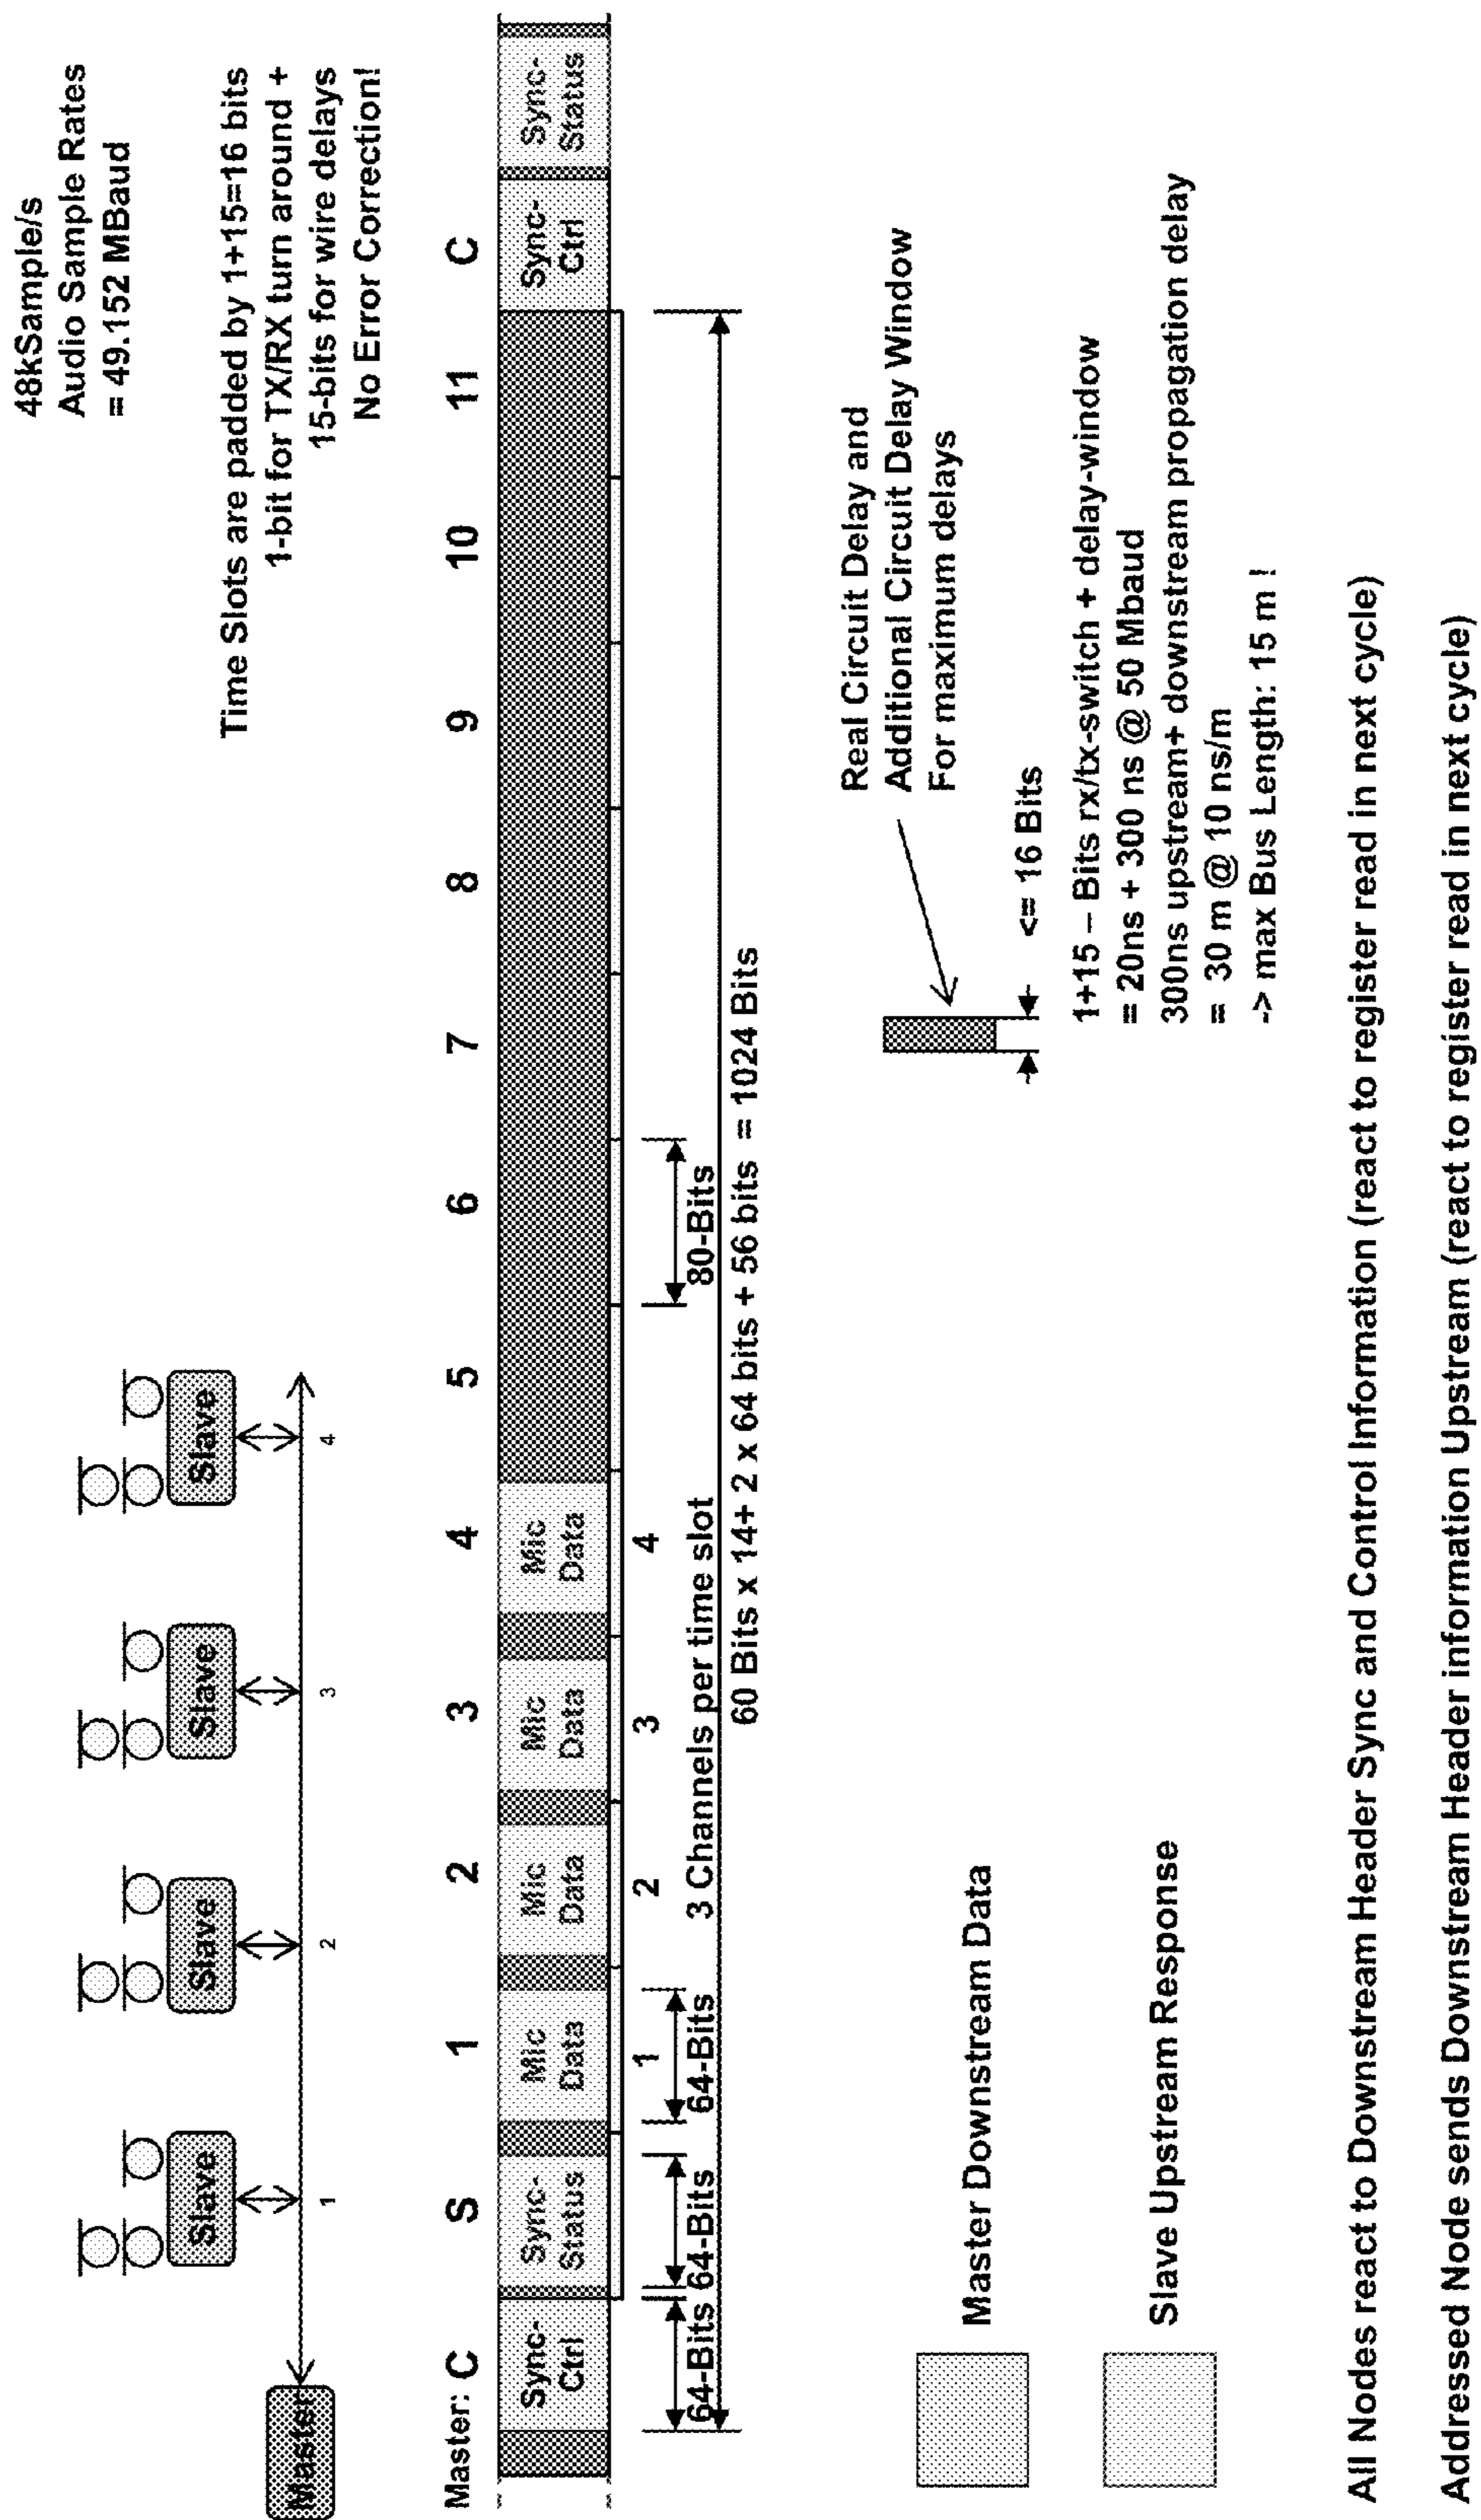 48kSample/s
Audio Sample Rates
= 49.152 MBaud
Time Slots are padded by 1+15=16 bits
1-bit for TX/RX turn around +
15-bits for wire delays
No Error Correction!
Slave
Slave
Slave
Slave
Master
1
2
3
4
Master: C
S
1
2
3
4
5
6
7
8
9
10
11
C
Sync-
Ctrl
Sync-
Status
Mic
Data
Mic
Data
Mic
Data
Mic
Data
Sync-
Ctrl
Sync-
Status
1
2
3
4
64-Bits
64-Bits
64-Bits
3 Channels per time slot
80-Bits
60 Bits x 14+ 2 x 64 bits + 56 bits = 1024 Bits
Real Circuit Delay and
Additional Circuit Delay Window
For maximum delays
<= 16 Bits
1+15 – Bits rx/tx-switch + delay-window
= 20ns + 300 ns @ 50 Mbaud
300ns upstream+ downstream propagation delay
= 30 m @ 10 ns/m
-> max Bus Length: 15 m !
Master Downstream Data
Slave Upstream Response
All Nodes react to Downstream Header Sync and Control Information (react to register read in next cycle)
Addressed Node sends Downstream Header information Upstream (react to register read in next cycle)